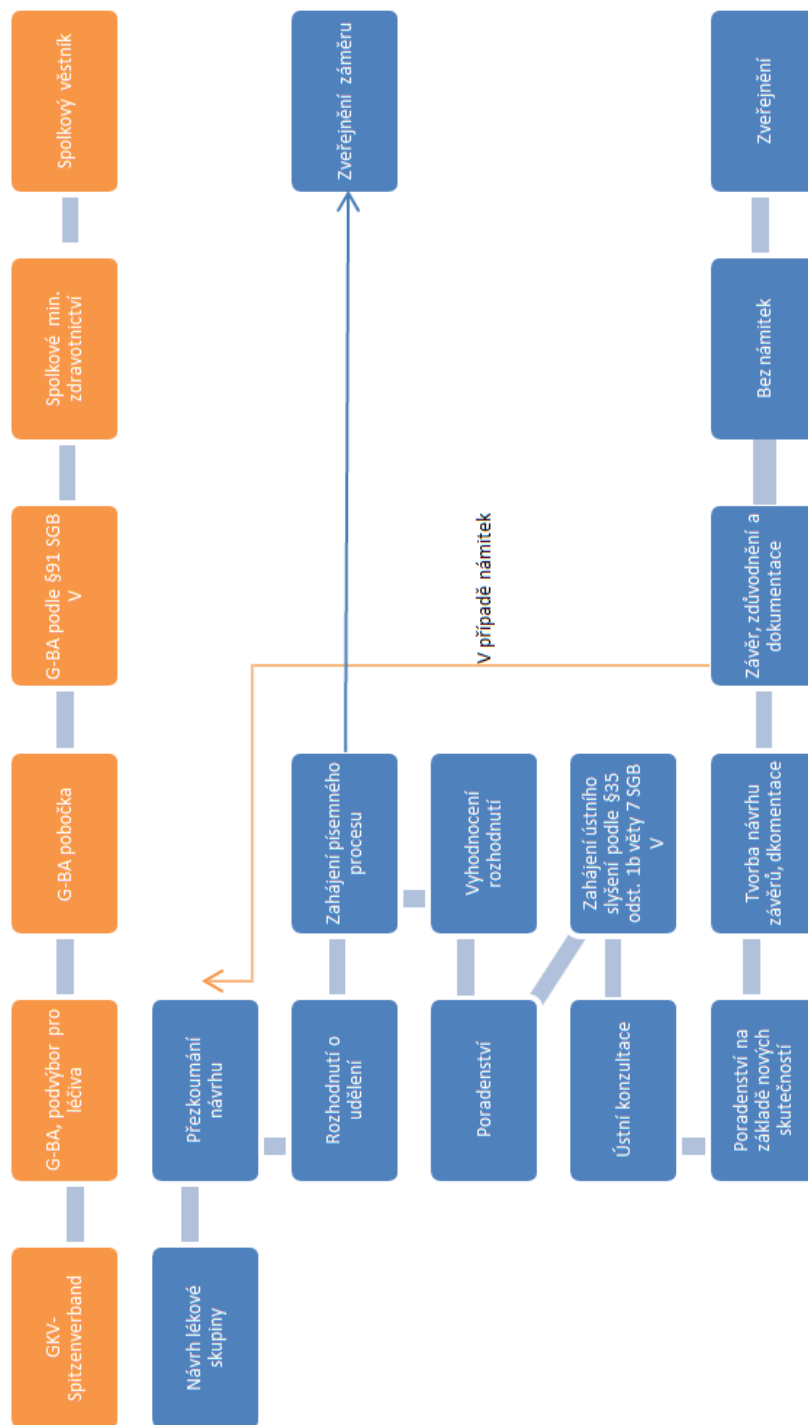 GKV-
Spitzenverband
G-BA, podvýbor pro
léčiva
G-BA pobočka
G-BA podle §91 SGB
V
Spolkové min.
zdravotnictví
Spolkový věstník
Návrh lékové
skupiny
Přezkoumání
návrhu
Rozhodnutí o
udělení
Zahájení písemného
procesu
Zveřejnění záměru
Poradenství
Vyhodnocení
rozhodnutí
V případě námitek
Ústní konzultace
Zahájení ústního
slyšení podle §35
odst. 1b věty 7 SGB
V
Poradenství na
základě nových
skutečností
Tvorba návrhu
závěrů, dkomentace
Závěr, zdůvodnění a
dokumentace
Bez námitek
Zveřejnění